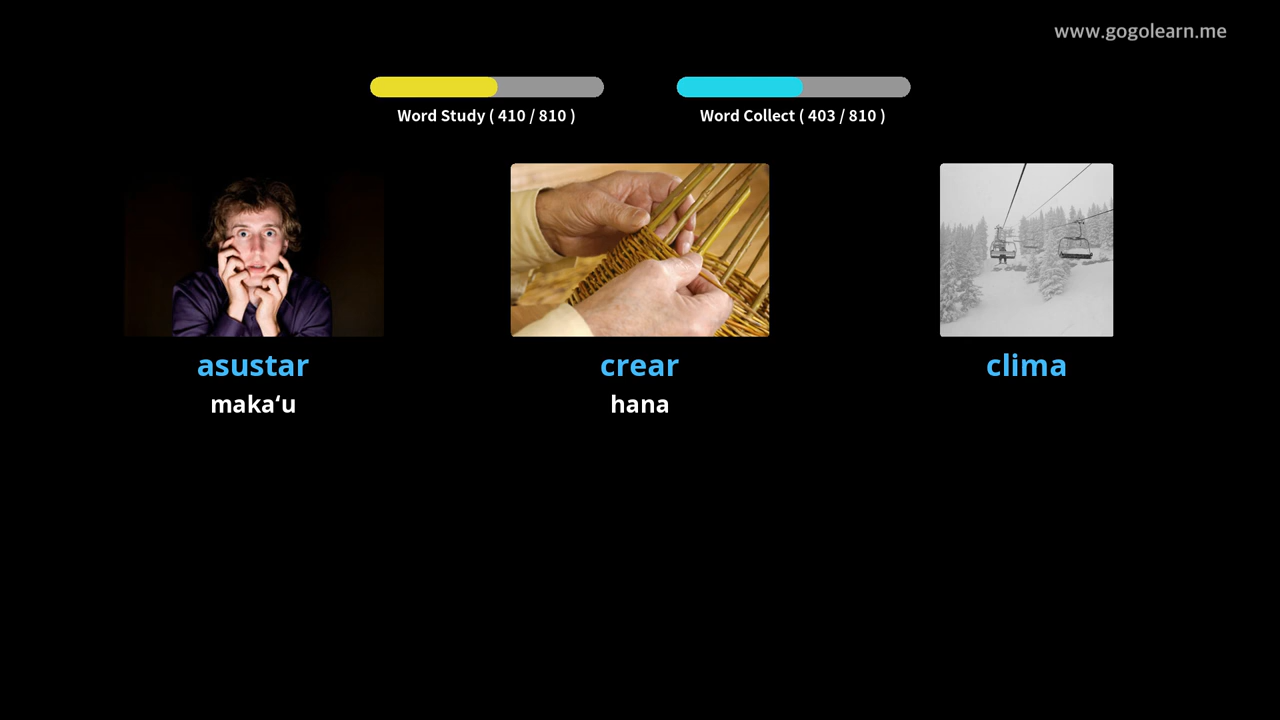 www.gogolearn.me
Word Study ( 410 / 810 )
Word Collect ( 403 / 810 )
asustar
crear
clima
makaʻu
hana